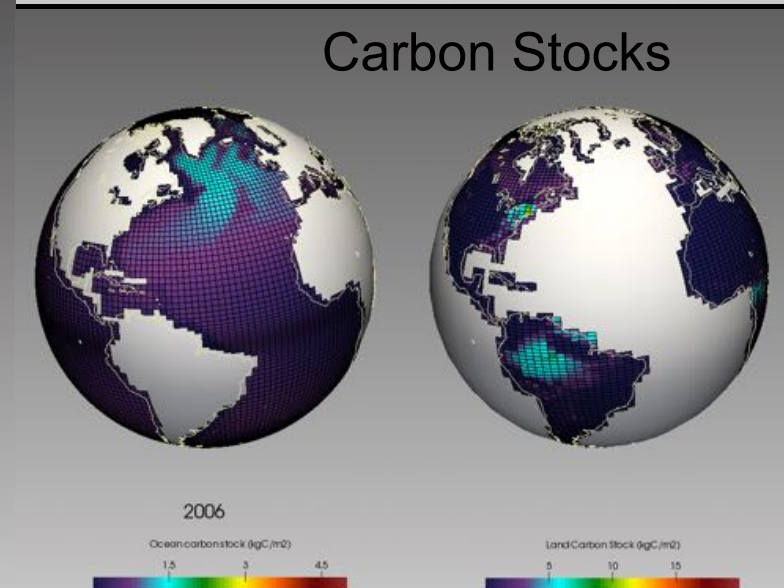 Carbon Stocks
2006
Ocean carbon stock (kgC/m2)
1.5 3 4.5
Land Carbon Stock (kgC/m2)
5 10 15